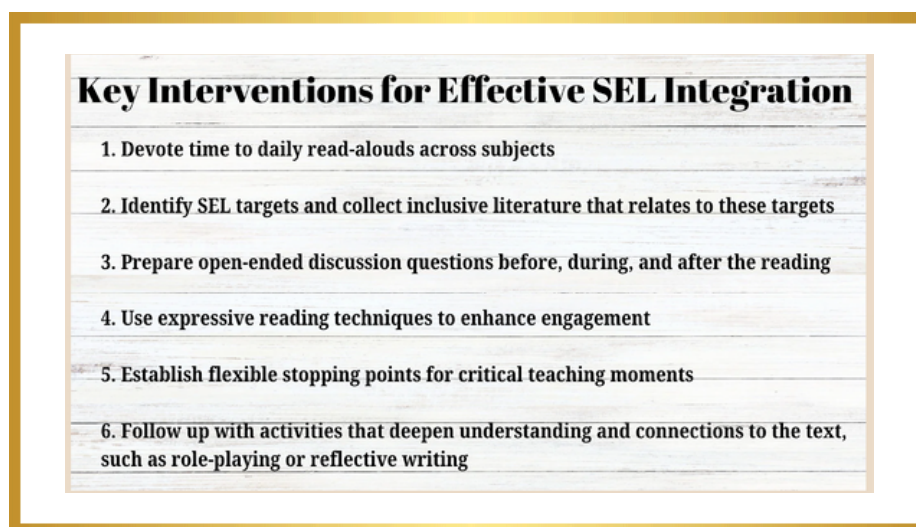 Key Interventions for Effective SEL Integration
1. Devote time to daily read-alouds across subjects
2. Identify SEL targets and collect inclusive literature that relates to these targets
3. Prepare open-ended discussion questions before, during, and after the reading
4. Use expressive reading techniques to enhance engagement
5. Establish flexible stopping points for critical teaching moments
6. Follow up with activities that deepen understanding and connections to the text,
such as role-playing or reflective writing